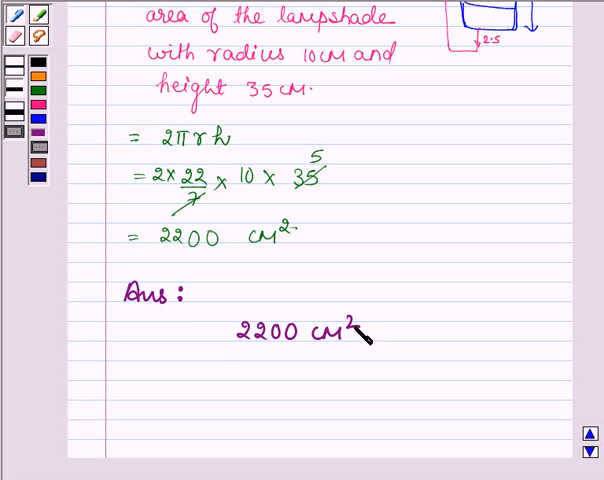 area of the lampshade
with radius 10cm and
height 35cm.
2.5
= 2πrh
= 2 × 22/7 × 10 × 35 5
= 2200 cm²
Ans:
2200 cm²